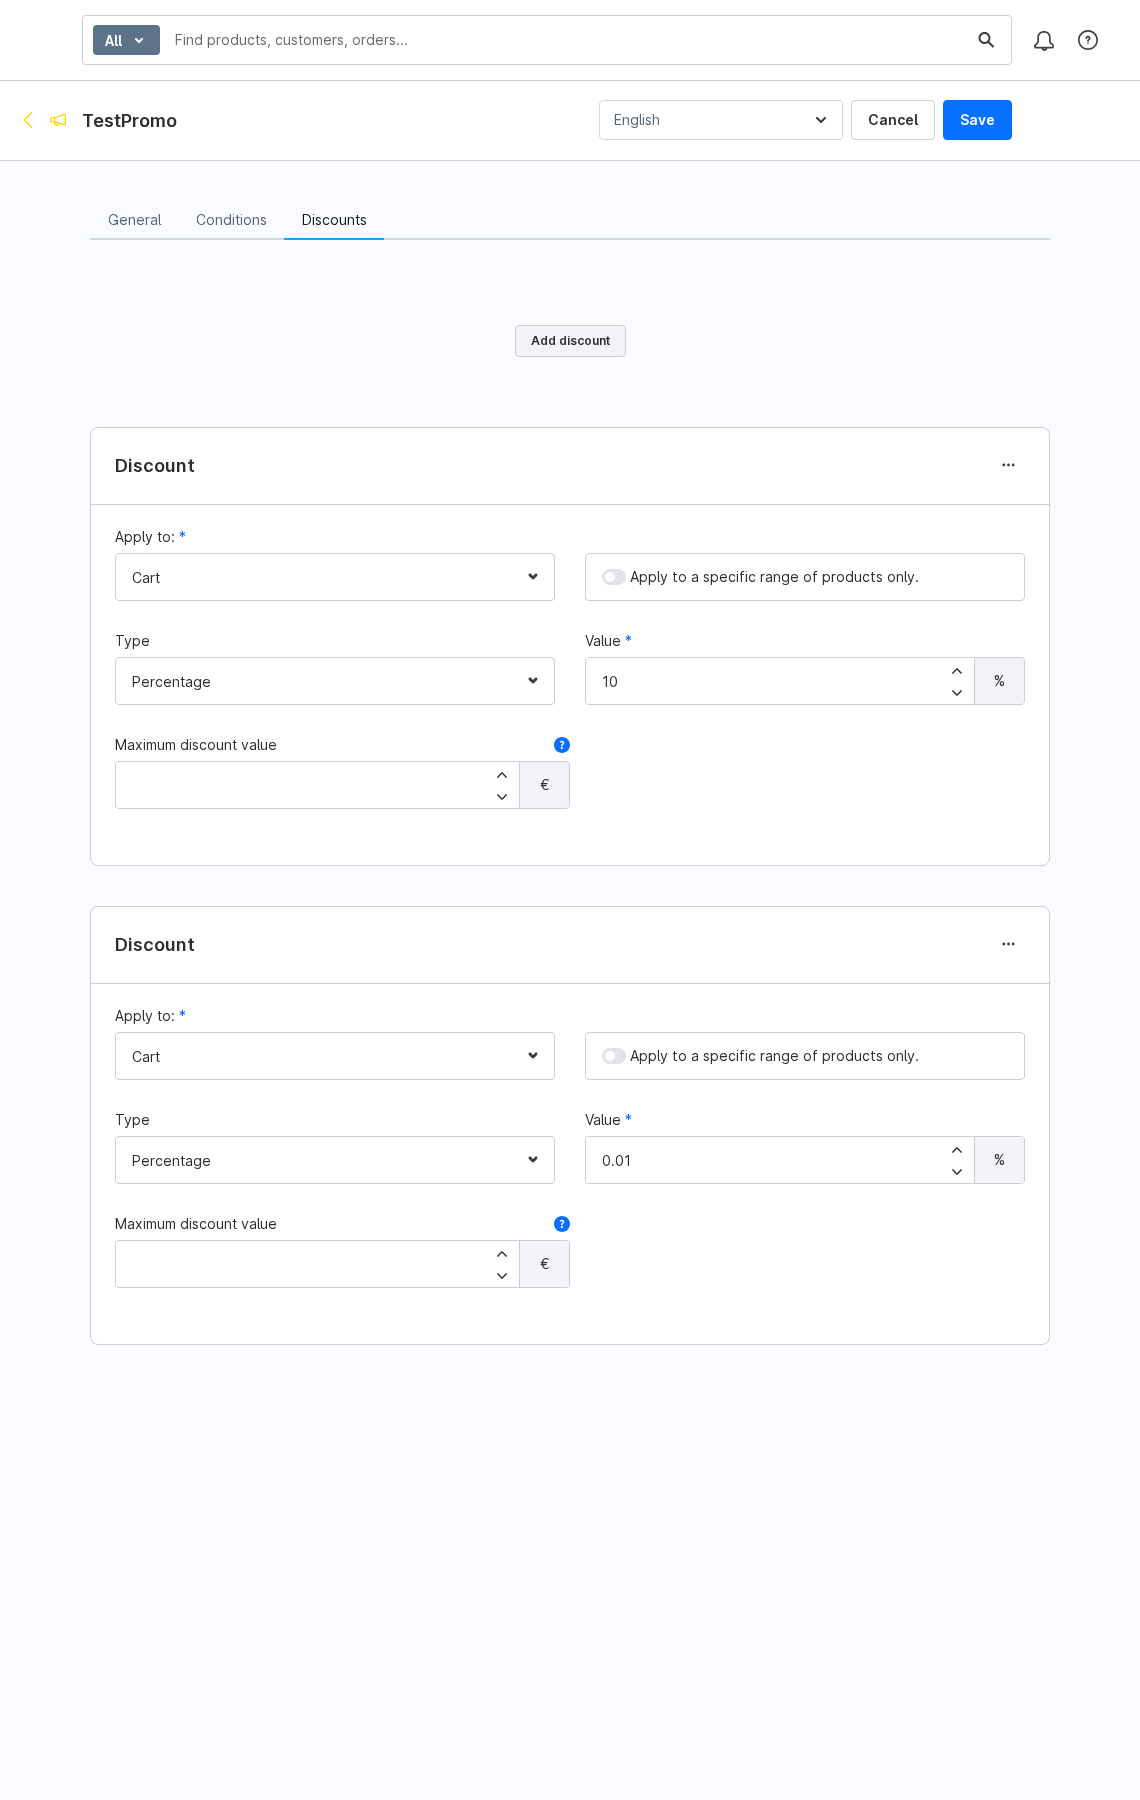 All Find products, customers, orders...
TestPromo English Cancel Save
General Conditions Discounts
Add discount
Discount
Apply to: *
Cart Apply to a specific range of products only.
Type Value *
Percentage 10 %
Maximum discount value ?
€
Discount
Apply to: *
Cart Apply to a specific range of products only.
Type Value *
Percentage 0.01 %
Maximum discount value ?
€